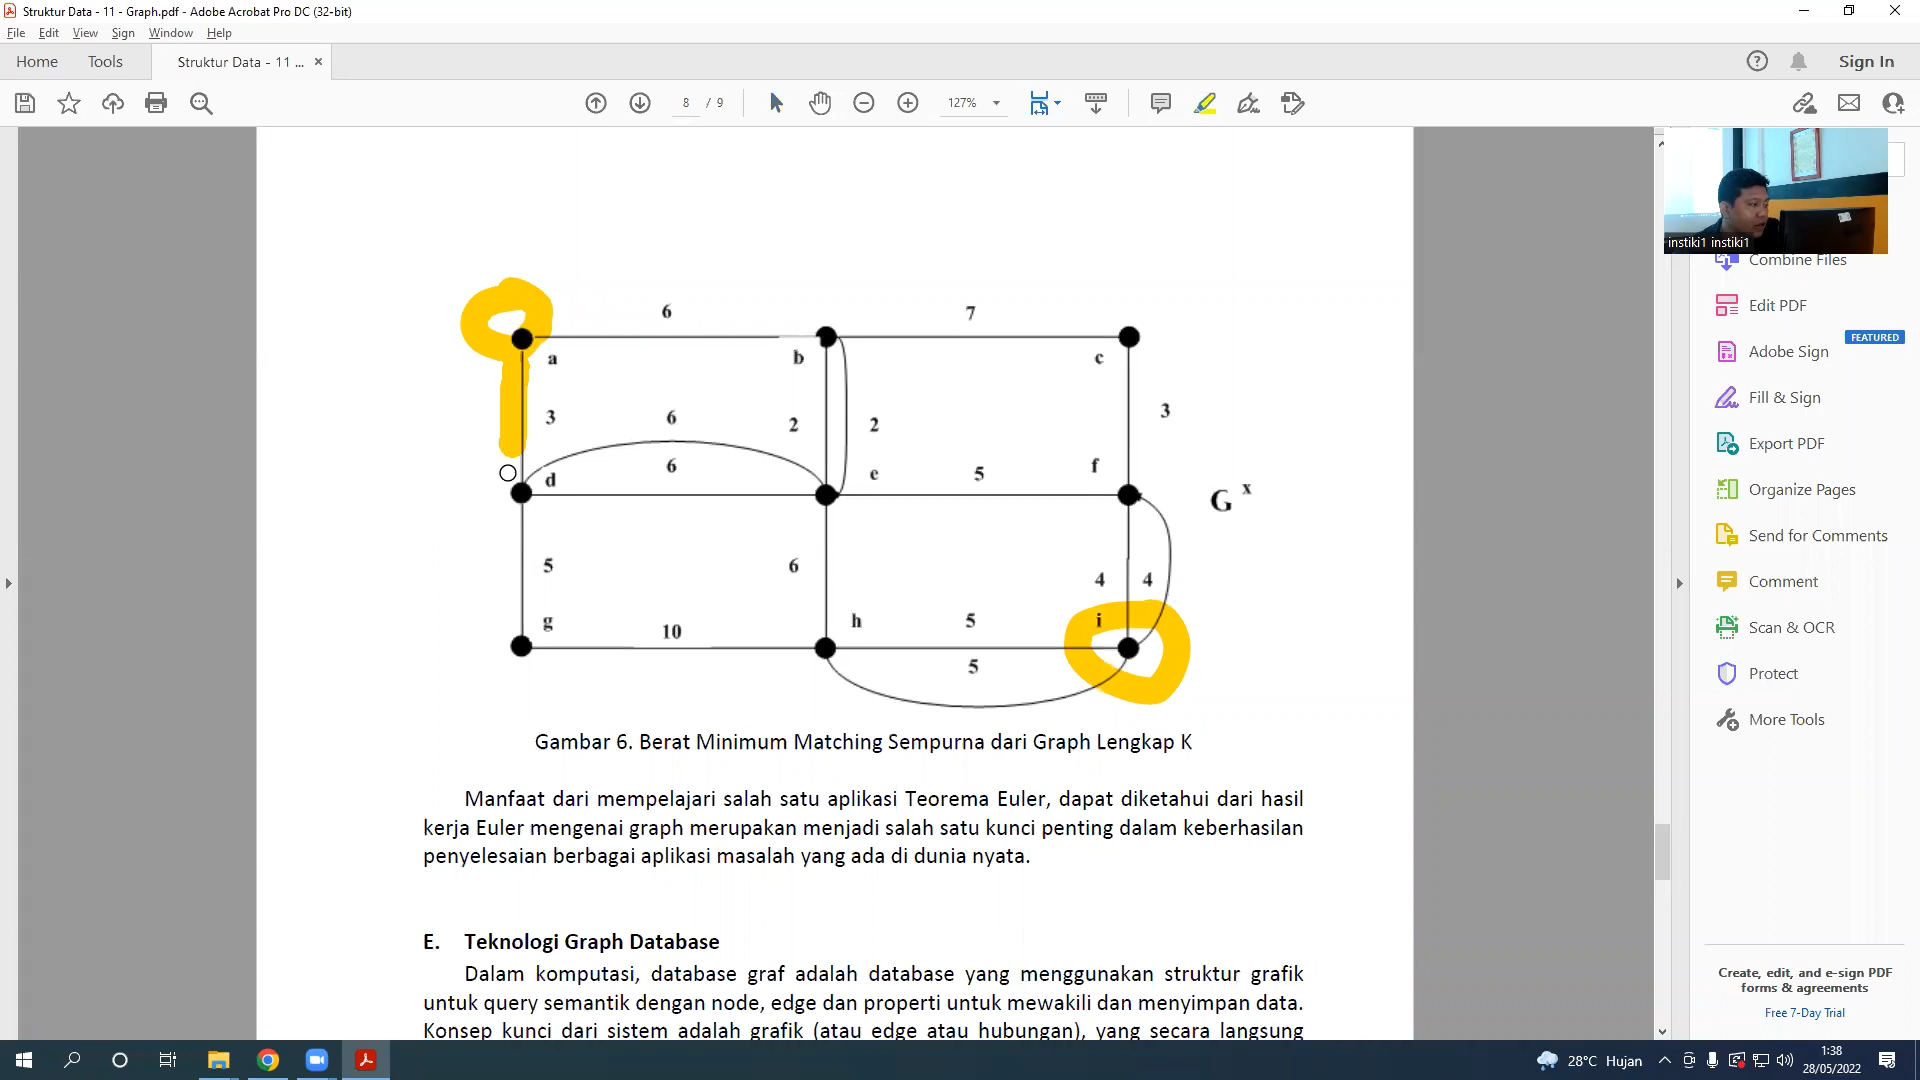 Struktur Data - 11 - Graph.pdf - Adobe Acrobat Pro DC (32-bit)
File Edit View Sign Window Help
Home Tools Struktur Data - 11 ... × Sign In
8 / 9 127%
instiki1 instiki1
Combine Files
Edit PDF
FEATURED
Adobe Sign
Fill & Sign
Export PDF
Organize Pages
Send for Comments
Comment
Scan & OCR
Protect
More Tools
Create, edit, and e-sign PDF
forms & agreements
Free 7-Day Trial
6 7
a b c
3 6 2 2 3
d 6 e 5 f
G x
5 6 4 4
g 10 h 5 i
5
Gambar 6. Berat Minimum Matching Sempurna dari Graph Lengkap K
Manfaat dari mempelajari salah satu aplikasi Teorema Euler, dapat diketahui dari hasil
kerja Euler mengenai graph merupakan menjadi salah satu kunci penting dalam keberhasilan
penyelesaian berbagai aplikasi masalah yang ada di dunia nyata.
E. Teknologi Graph Database
Dalam komputasi, database graf adalah database yang menggunakan struktur grafik
untuk query semantik dengan node, edge dan properti untuk mewakili dan menyimpan data.
Konsep kunci dari sistem adalah grafik (atau edge atau hubungan), yang secara langsung
28°C Hujan 1:38
28/05/2022